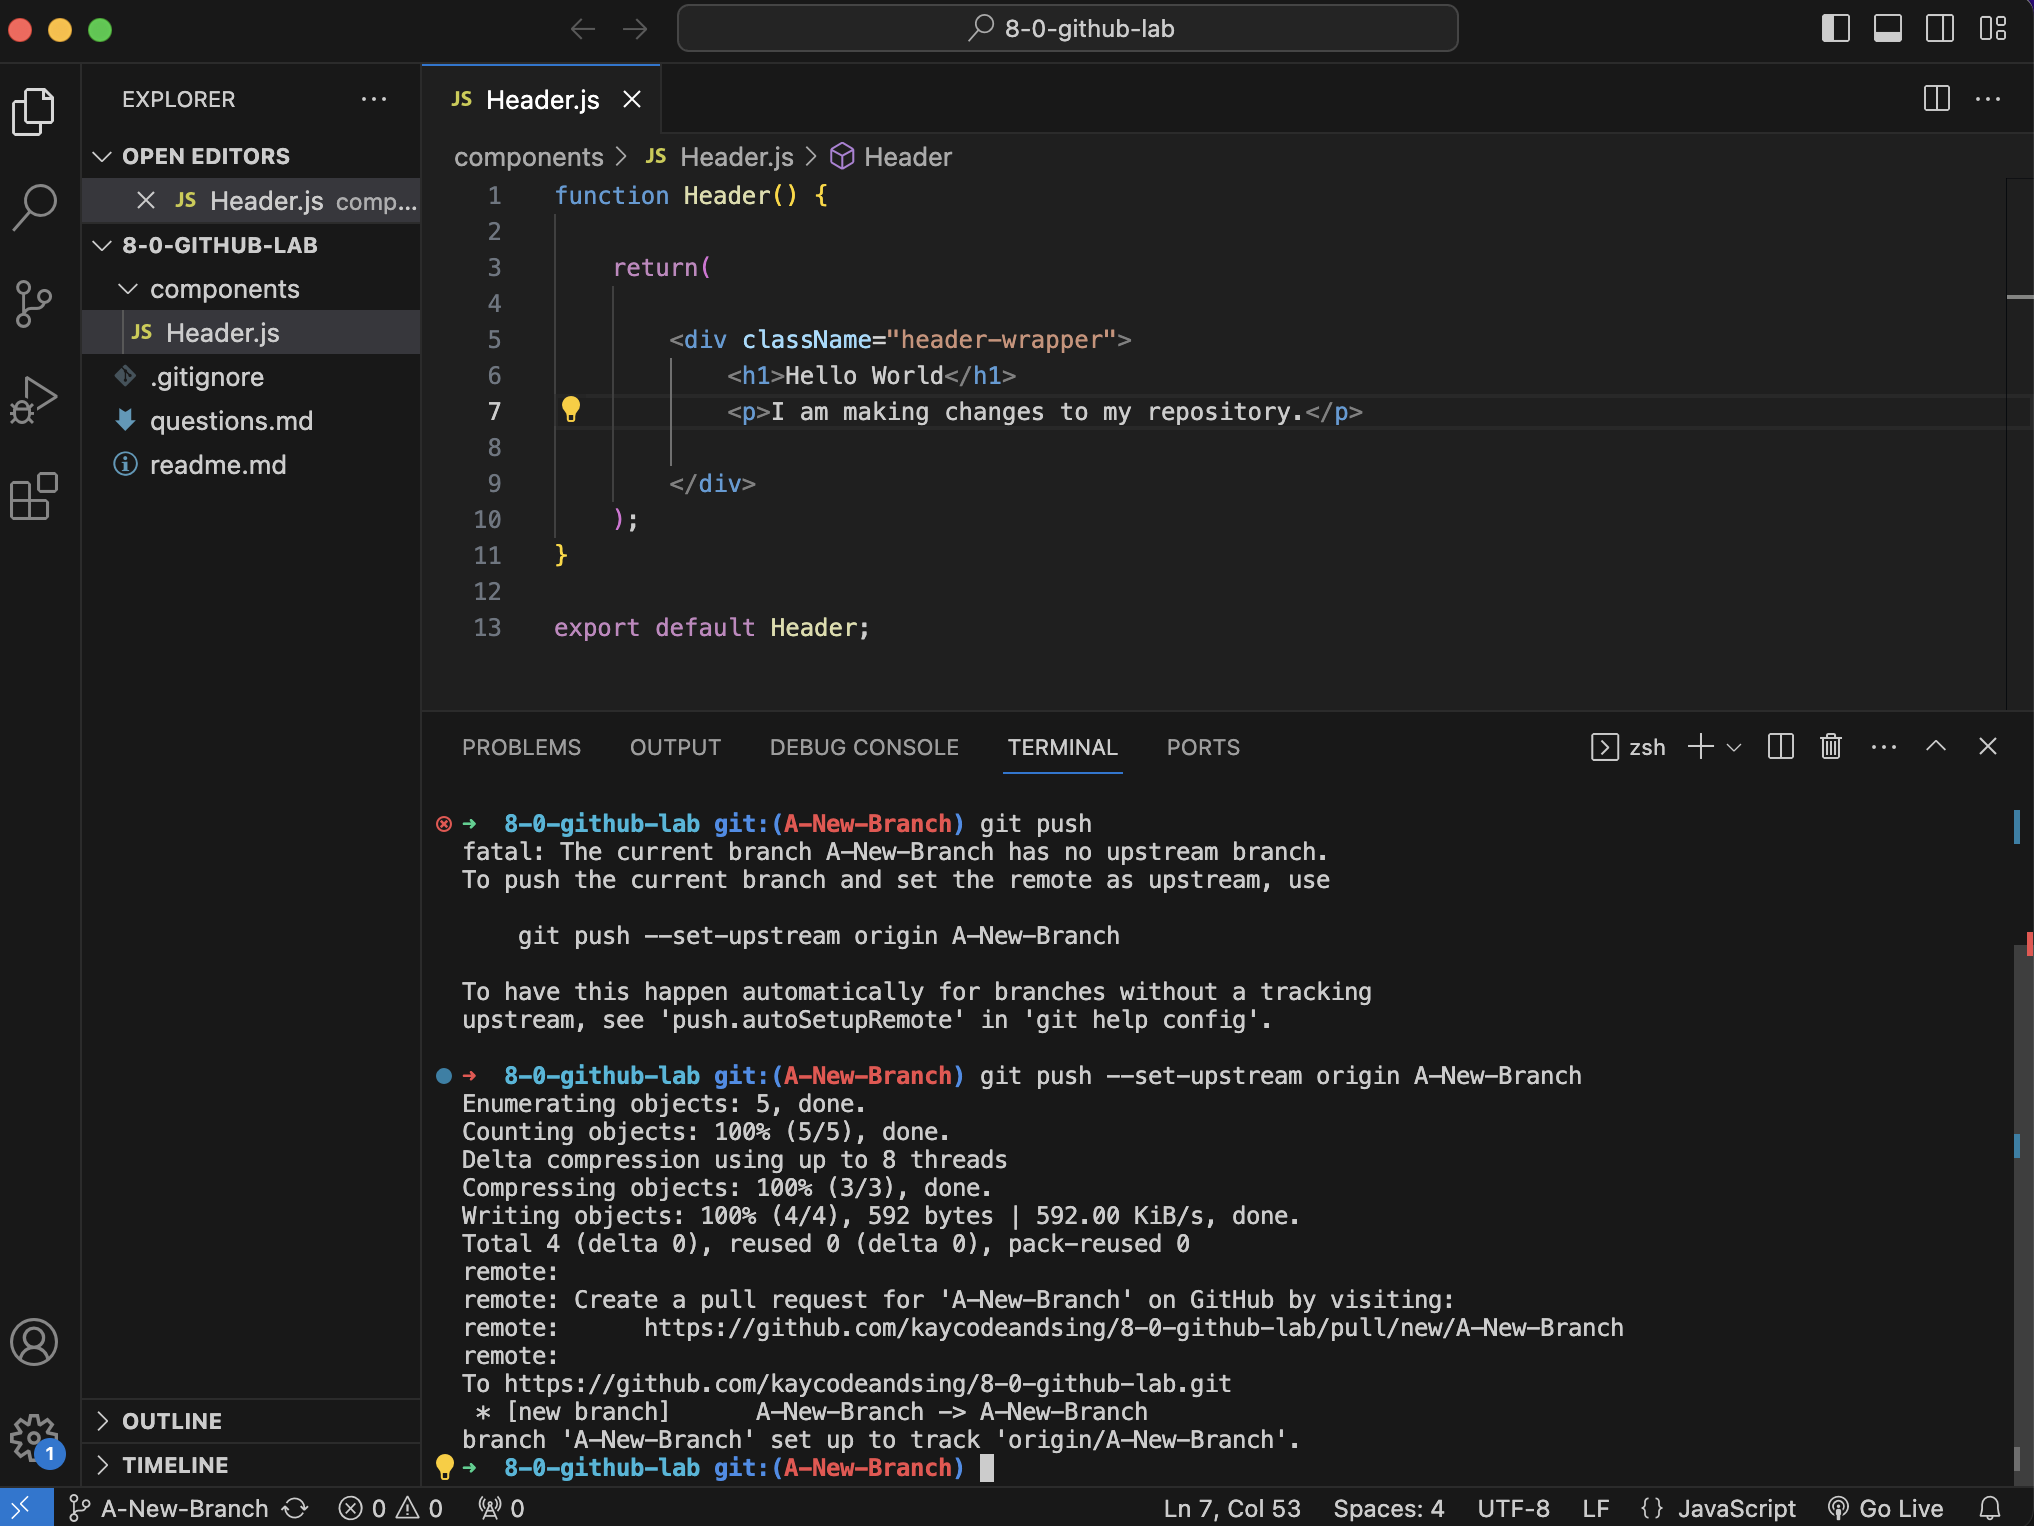 8-0-github-lab
EXPLORER
OPEN EDITORS
JS Header.js comp...
8-0-GITHUB-LAB
components
JS Header.js
.gitignore
questions.md
readme.md
OUTLINE
TIMELINE
1
JS Header.js
components > JS Header.js > Header
1 function Header() {
2
3 return(
4
5 <div className="header-wrapper">
6 <h1>Hello World</h1>
7 <p>I am making changes to my repository.</p>
8
9 </div>
10 );
11 }
12
13 export default Header;
PROBLEMS OUTPUT DEBUG CONSOLE TERMINAL PORTS zsh
8-0-github-lab git:(A-New-Branch) git push
fatal: The current branch A-New-Branch has no upstream branch.
To push the current branch and set the remote as upstream, use
git push --set-upstream origin A-New-Branch
To have this happen automatically for branches without a tracking
upstream, see 'push.autoSetupRemote' in 'git help config'.
8-0-github-lab git:(A-New-Branch) git push --set-upstream origin A-New-Branch
Enumerating objects: 5, done.
Counting objects: 100% (5/5), done.
Delta compression using up to 8 threads
Compressing objects: 100% (3/3), done.
Writing objects: 100% (4/4), 592 bytes | 592.00 KiB/s, done.
Total 4 (delta 0), reused 0 (delta 0), pack-reused 0
remote:
remote: Create a pull request for 'A-New-Branch' on GitHub by visiting:
remote: https://github.com/kaycodeandsing/8-0-github-lab/pull/new/A-New-Branch
remote:
To https://github.com/kaycodeandsing/8-0-github-lab.git
* [new branch] A-New-Branch -> A-New-Branch
branch 'A-New-Branch' set up to track 'origin/A-New-Branch'.
8-0-github-lab git:(A-New-Branch)
A-New-Branch 0 0 0 Ln 7, Col 53 Spaces: 4 UTF-8 LF {} JavaScript Go Live